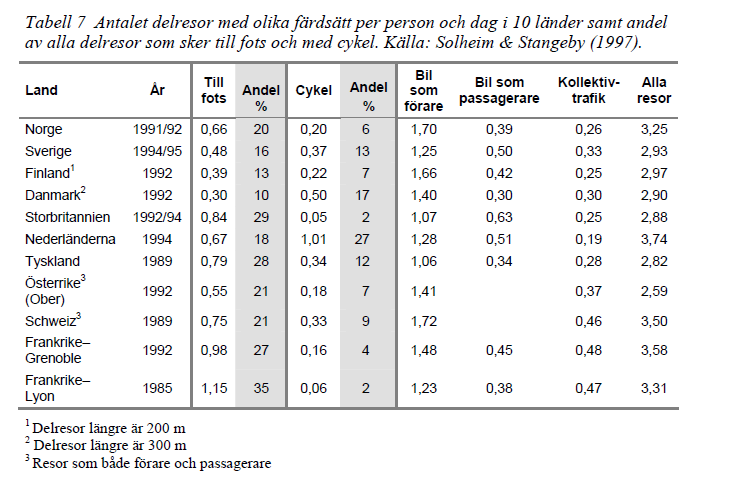 Tabell 7 Antalet delresor med olika färdsätt per person och dag i 10 länder samt andel
av alla delresor som sker till fots och med cykel. Källa: Solheim & Stangeby (1997).
Land År Till fots Andel % Cykel Andel % Bil som förare Bil som passagerare Kollektiv-trafik Alla resor
Norge 1991/92 0,66 20 0,20 6 1,70 0,39 0,26 3,25
Sverige 1994/95 0,48 16 0,37 13 1,25 0,50 0,33 2,93
Finland1 1992 0,39 13 0,22 7 1,66 0,42 0,25 2,97
Danmark2 1992 0,30 10 0,50 17 1,40 0,30 0,30 2,90
Storbritannien 1992/94 0,84 29 0,05 2 1,07 0,63 0,25 2,88
Nederländerna 1994 0,67 18 1,01 27 1,28 0,51 0,19 3,74
Tyskland 1989 0,79 28 0,34 12 1,06 0,34 0,28 2,82
Österrike3 (Ober) 1992 0,55 21 0,18 7 1,41 0,37 2,59
Schweiz3 1989 0,75 21 0,33 9 1,72 0,46 3,50
Frankrike–Grenoble 1992 0,98 27 0,16 4 1,48 0,45 0,48 3,58
Frankrike–Lyon 1985 1,15 35 0,06 2 1,23 0,38 0,47 3,31
1 Delresor längre är 200 m
2 Delresor längre är 300 m
3 Resor som både förare och passagerare